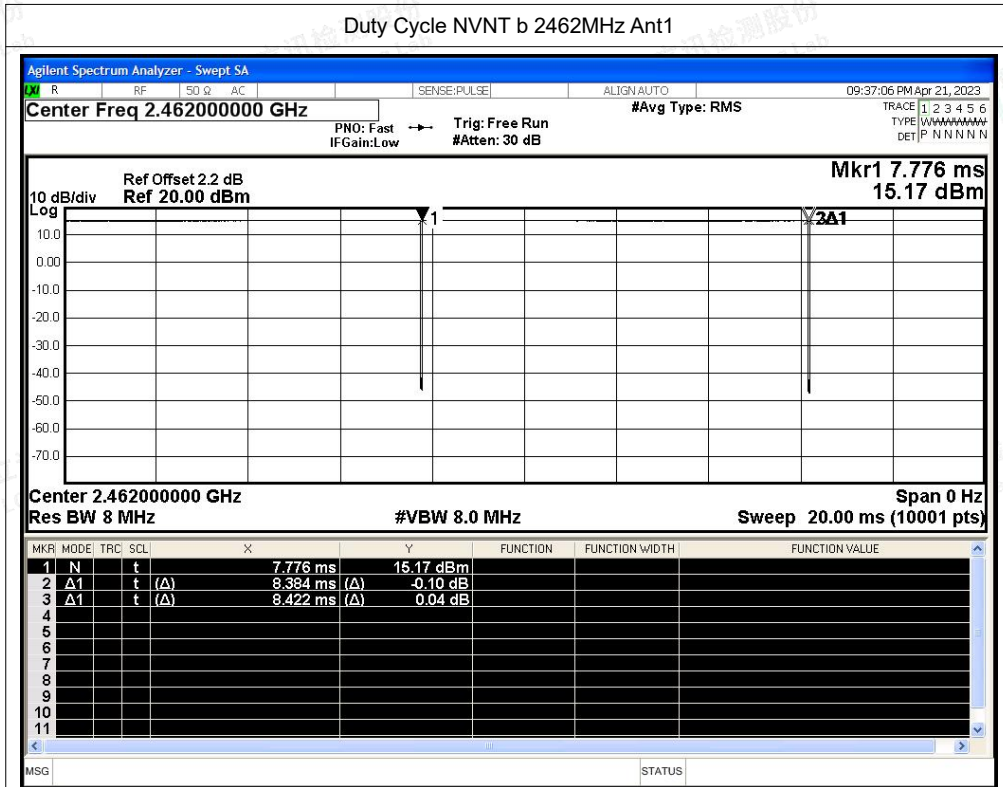 Duty Cycle NVNT b 2462MHz Ant1
Agilent Spectrum Analyzer - Swept SA
LXI R RF 50 Ω AC SENSE:PULSE ALIGN AUTO 09:37:06 PM Apr 21, 2023
Center Freq 2.462000000 GHz #Avg Type: RMS TRACE 1 2 3 4 5 6
PNO: Fast Trig: Free Run TYPE WWWWWW
IFGain:Low #Atten: 30 dB DET P N N N N N
Mkr1 7.776 ms
Ref Offset 2.2 dB
10 dB/div Ref 20.00 dBm 15.17 dBm
Log
1 3Δ1
10.0
0.00
-10.0
-20.0
-30.0
-40.0
-50.0
-60.0
-70.0
Center 2.462000000 GHz Span 0 Hz
Res BW 8 MHz #VBW 8.0 MHz Sweep 20.00 ms (10001 pts)
MKR MODE TRC SCL X Y FUNCTION FUNCTION WIDTH FUNCTION VALUE
1 N t 7.776 ms 15.17 dBm
2 Δ1 t (Δ) 8.384 ms (Δ) -0.10 dB
3 Δ1 t (Δ) 8.422 ms (Δ) 0.04 dB
4
5
6
7
8
9
10
11
MSG STATUS